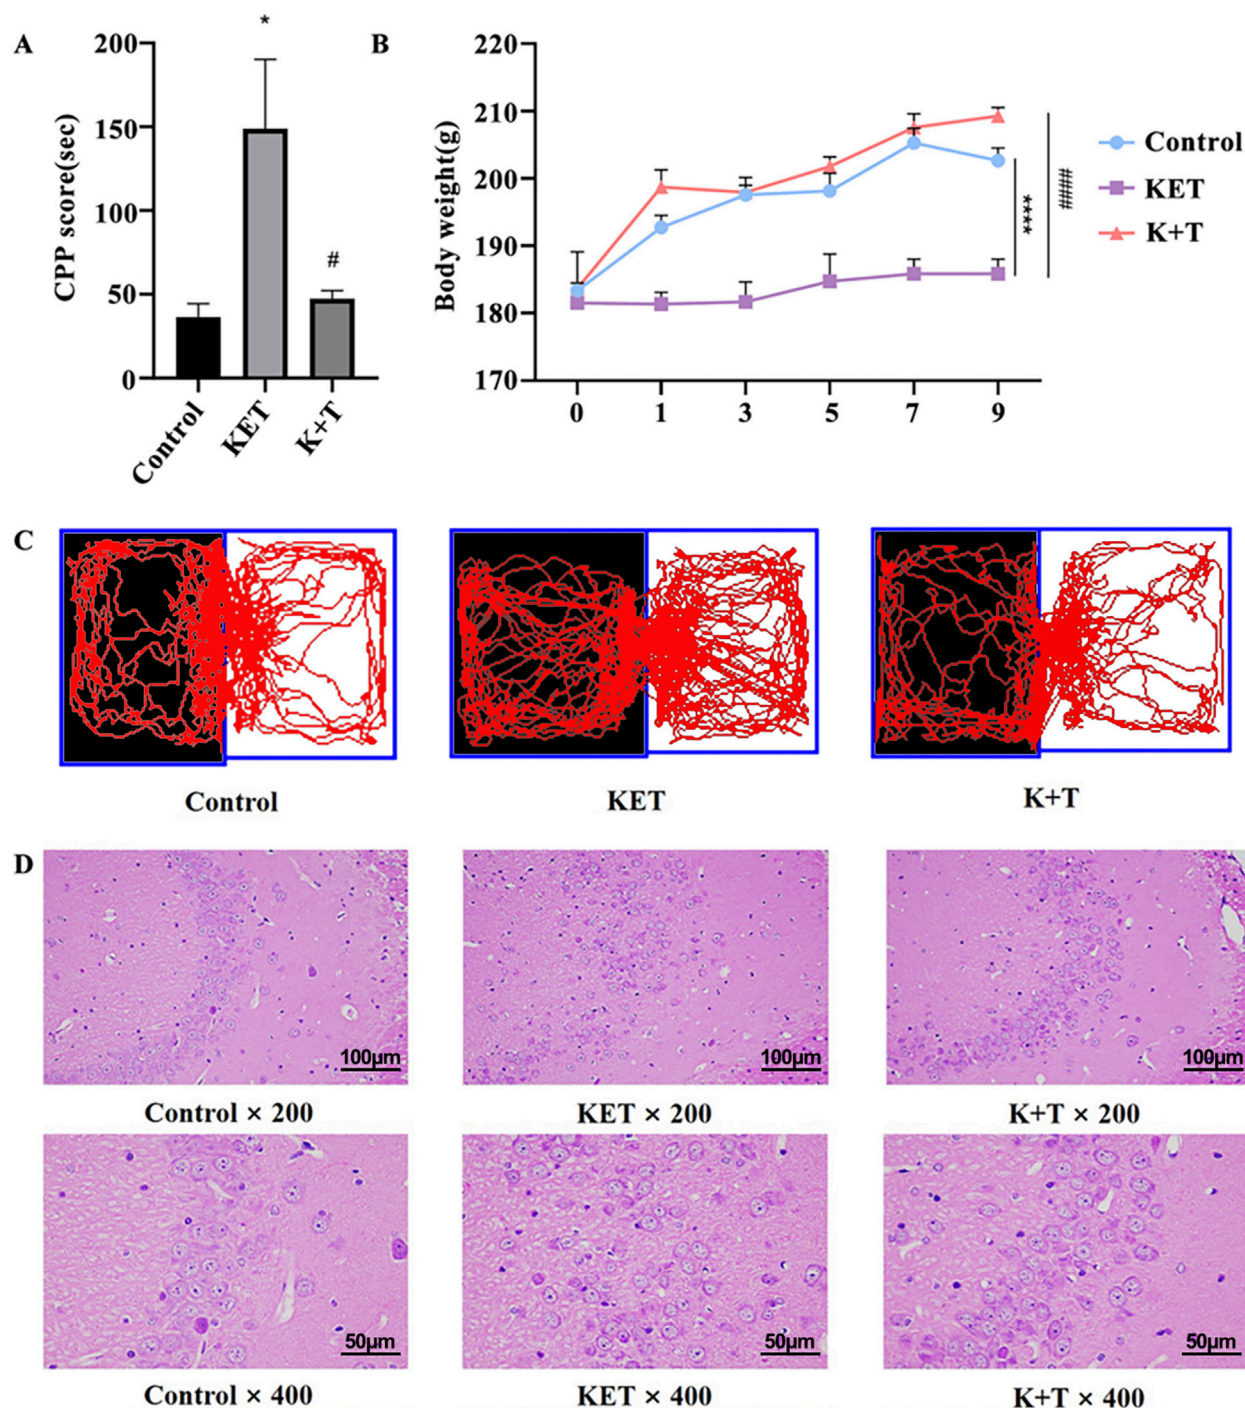 A
CPP score(sec)
200
150
100
50
0
*
#
Control
KET
K+T
B
Body weight(g)
220
210
200
190
180
170
0 1 3 5 7 9
****
####
Control
KET
K+T
C
Control KET K+T
D
100μm 100μm 100μm
Control × 200 KET × 200 K+T × 200
50μm 50μm 50μm
Control × 400 KET × 400 K+T × 400